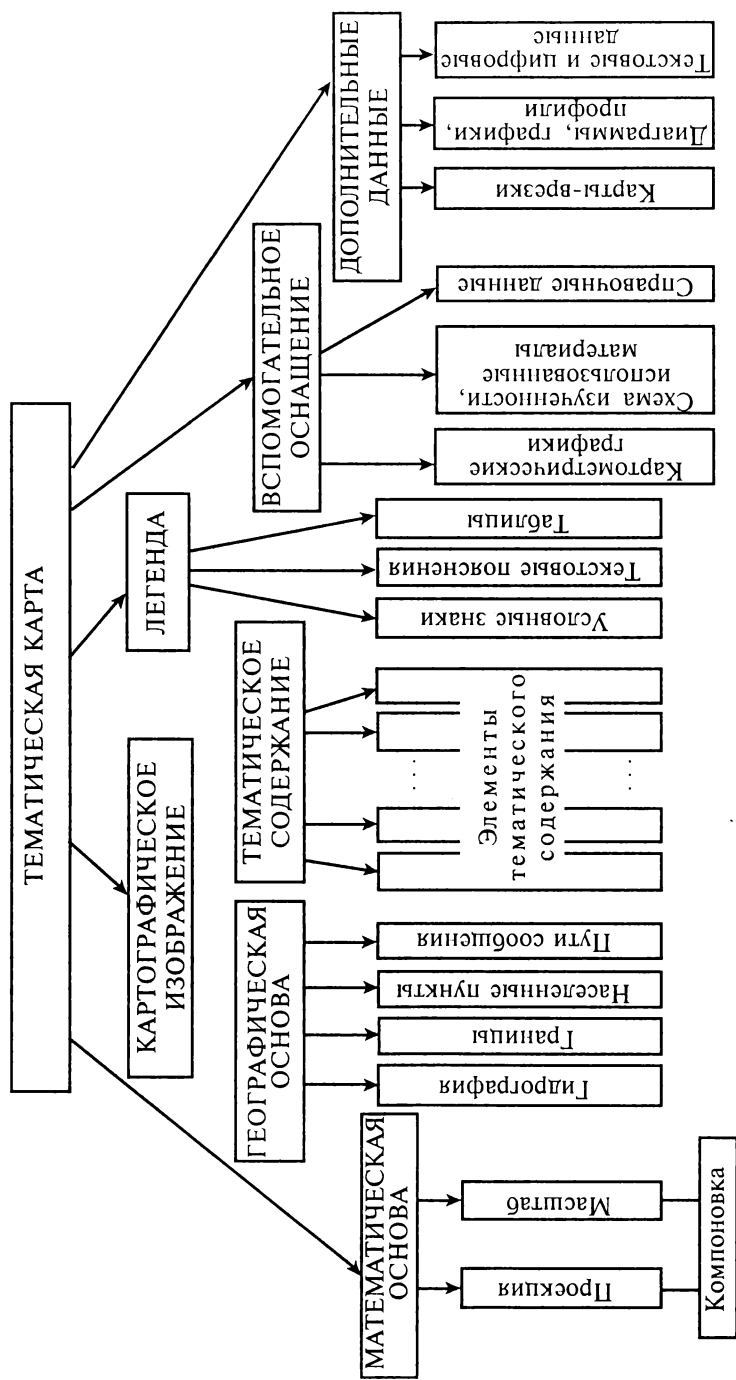 ТЕМАТИЧЕСКАЯ КАРТА
КАРТОГРАФИЧЕСКОЕ
ИЗОБРАЖЕНИЕ
ЛЕГЕНДА
ГЕОГРАФИЧЕСКАЯ
ОСНОВА
ТЕМАТИЧЕСКОЕ
СОДЕРЖАНИЕ
ВСПОМОГАТЕЛЬНОЕ
ОСНАЩЕНИЕ
ДОПОЛНИТЕЛЬНЫЕ
ДАННЫЕ
МАТЕМАТИЧЕСКАЯ
ОСНОВА
Проекция
Масштаб
Компоновка
Гидрография
Границы
Населенные пункты
Пути сообщения
Элементы
тематического
содержания
Условные знаки
Текстовые пояснения
Таблицы
Картометрические
графики
Схема изученности,
использованные
материалы
Справочные данные
Карты-врезки
Диаграммы, графики,
профили
Текстовые и цифровые
данные